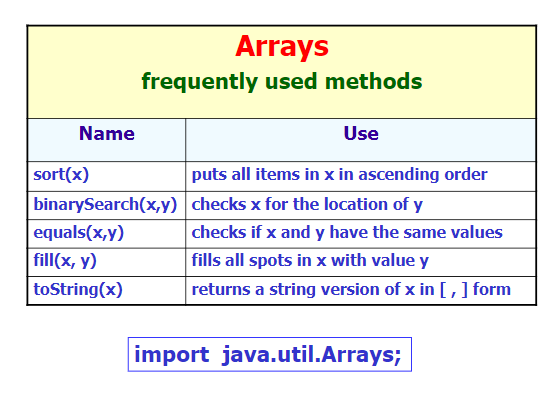 Arrays
frequently used methods
Name Use
sort(x) puts all items in x in ascending order
binarySearch(x,y) checks x for the location of y
equals(x,y) checks if x and y have the same values
fill(x, y) fills all spots in x with value y
toString(x) returns a string version of x in [ , ] form
import java.util.Arrays;